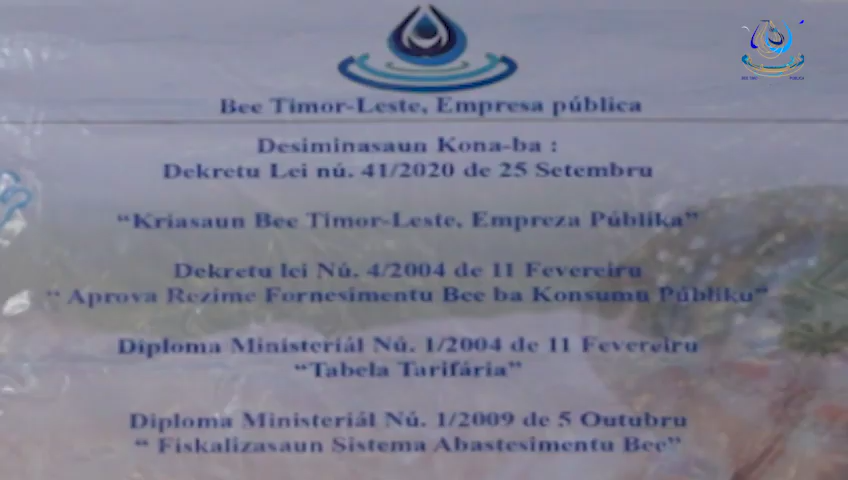 Bee Timor-Leste, Empresa pública
Desiminasaun Kona-ba :
Dekretu Lei nú. 41/2020 de 25 Setembru
“Kriasaun Bee Timor-Leste, Empreza Públika”
Dekretu lei Nú. 4/2004 de 11 Fevereiru
“ Aprova Rezime Fornesimentu Bee ba Konsumu Públiku”
Diploma Ministeriál Nú. 1/2004 de 11 Fevereiru
“Tabela Tarifária”
Diploma Ministeriál Nú. 1/2009 de 5 Outubru
“ Fiskalizasaun Sistema Abastesimentu Bee”